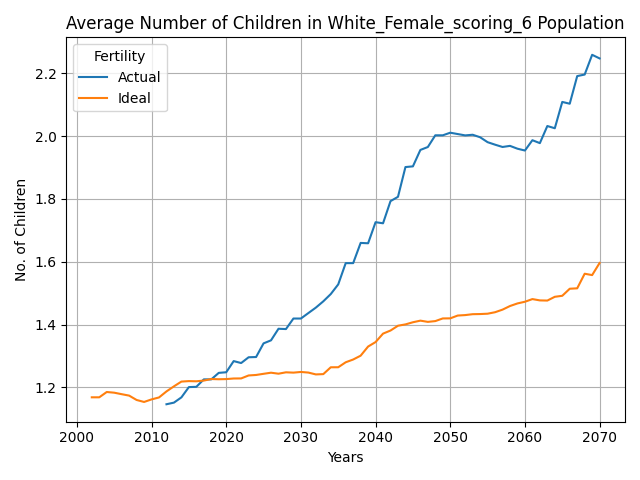 Average Number of Children in White_Female_scoring_6 Population
Fertility
Actual
Ideal
No. of Children
2.2
2.0
1.8
1.6
1.4
1.2
2000 2010 2020 2030 2040 2050 2060 2070
Years